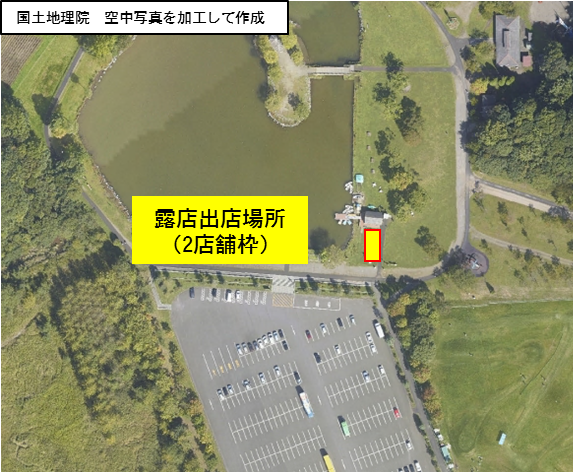 国土地理院　空中写真を加工して作成
露店出店場所
（2店舗枠）